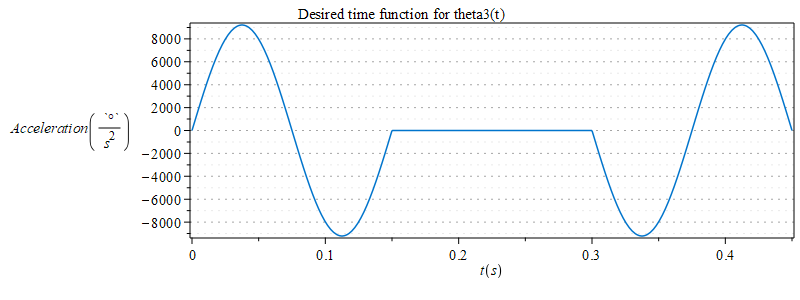 Desired time function for theta3(t)
8000
6000
4000
2000
0
−2000
−4000
−6000
−8000
Acceleration(`°`/s²)
0 0.1 0.2 0.3 0.4
t(s)